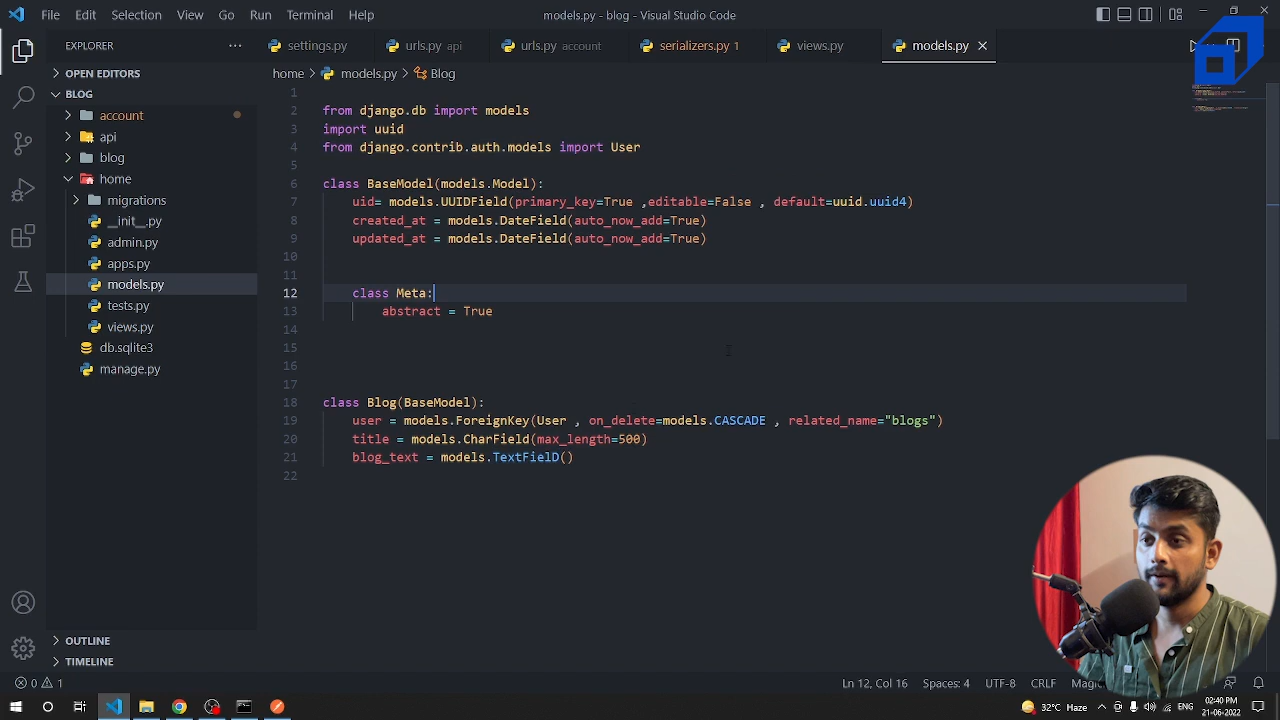 File Edit Selection View Go Run Terminal Help models.py - blog - Visual Studio Code
EXPLORER ... settings.py urls.py api urls.py account serializers.py 1 views.py models.py
OPEN EDITORS home > models.py > Blog
BLOG
account
api
blog
home
migrations
__init__.py
admin.py
apps.py
models.py
tests.py
views.py
db.sqlite3
manage.py
OUTLINE
TIMELINE
1
2 from django.db import models
3 import uuid
4 from django.contrib.auth.models import User
5
6 class BaseModel(models.Model):
7 uid= models.UUIDField(primary_key=True ,editable=False , default=uuid.uuid4)
8 created_at = models.DateField(auto_now_add=True)
9 updated_at = models.DateField(auto_now_add=True)
10
11
12 class Meta:
13 abstract = True
14
15
16
17
18 class Blog(BaseModel):
19 user = models.ForeignKey(User , on_delete=models.CASCADE , related_name="blogs")
20 title = models.CharField(max_length=500)
21 blog_text = models.TextFielD()
22
0 1 Ln 12, Col 16 Spaces: 4 UTF-8 CRLF
32°C Haze 02:40 PM
21-06-2022